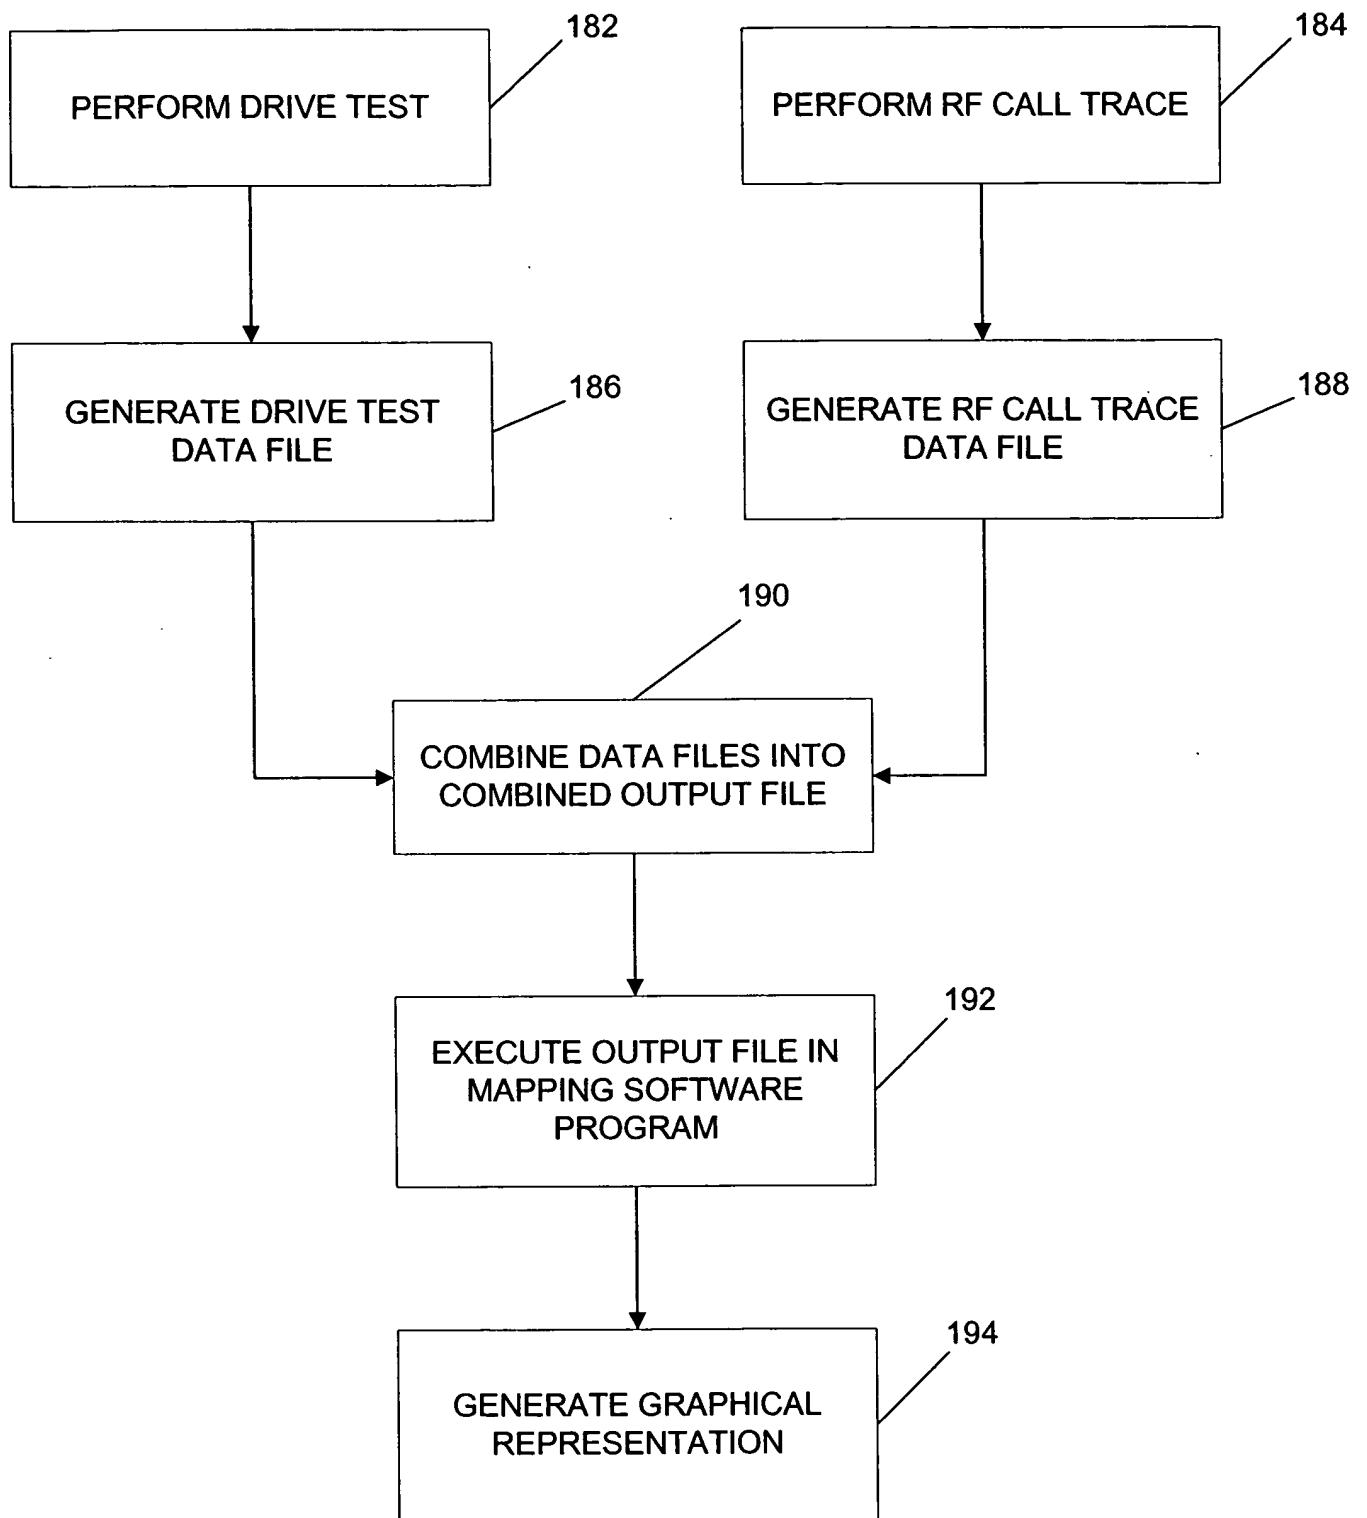 182
PERFORM DRIVE TEST
184
PERFORM RF CALL TRACE
186
GENERATE DRIVE TEST
DATA FILE
188
GENERATE RF CALL TRACE
DATA FILE
190
COMBINE DATA FILES INTO
COMBINED OUTPUT FILE
192
EXECUTE OUTPUT FILE IN
MAPPING SOFTWARE
PROGRAM
194
GENERATE GRAPHICAL
REPRESENTATION